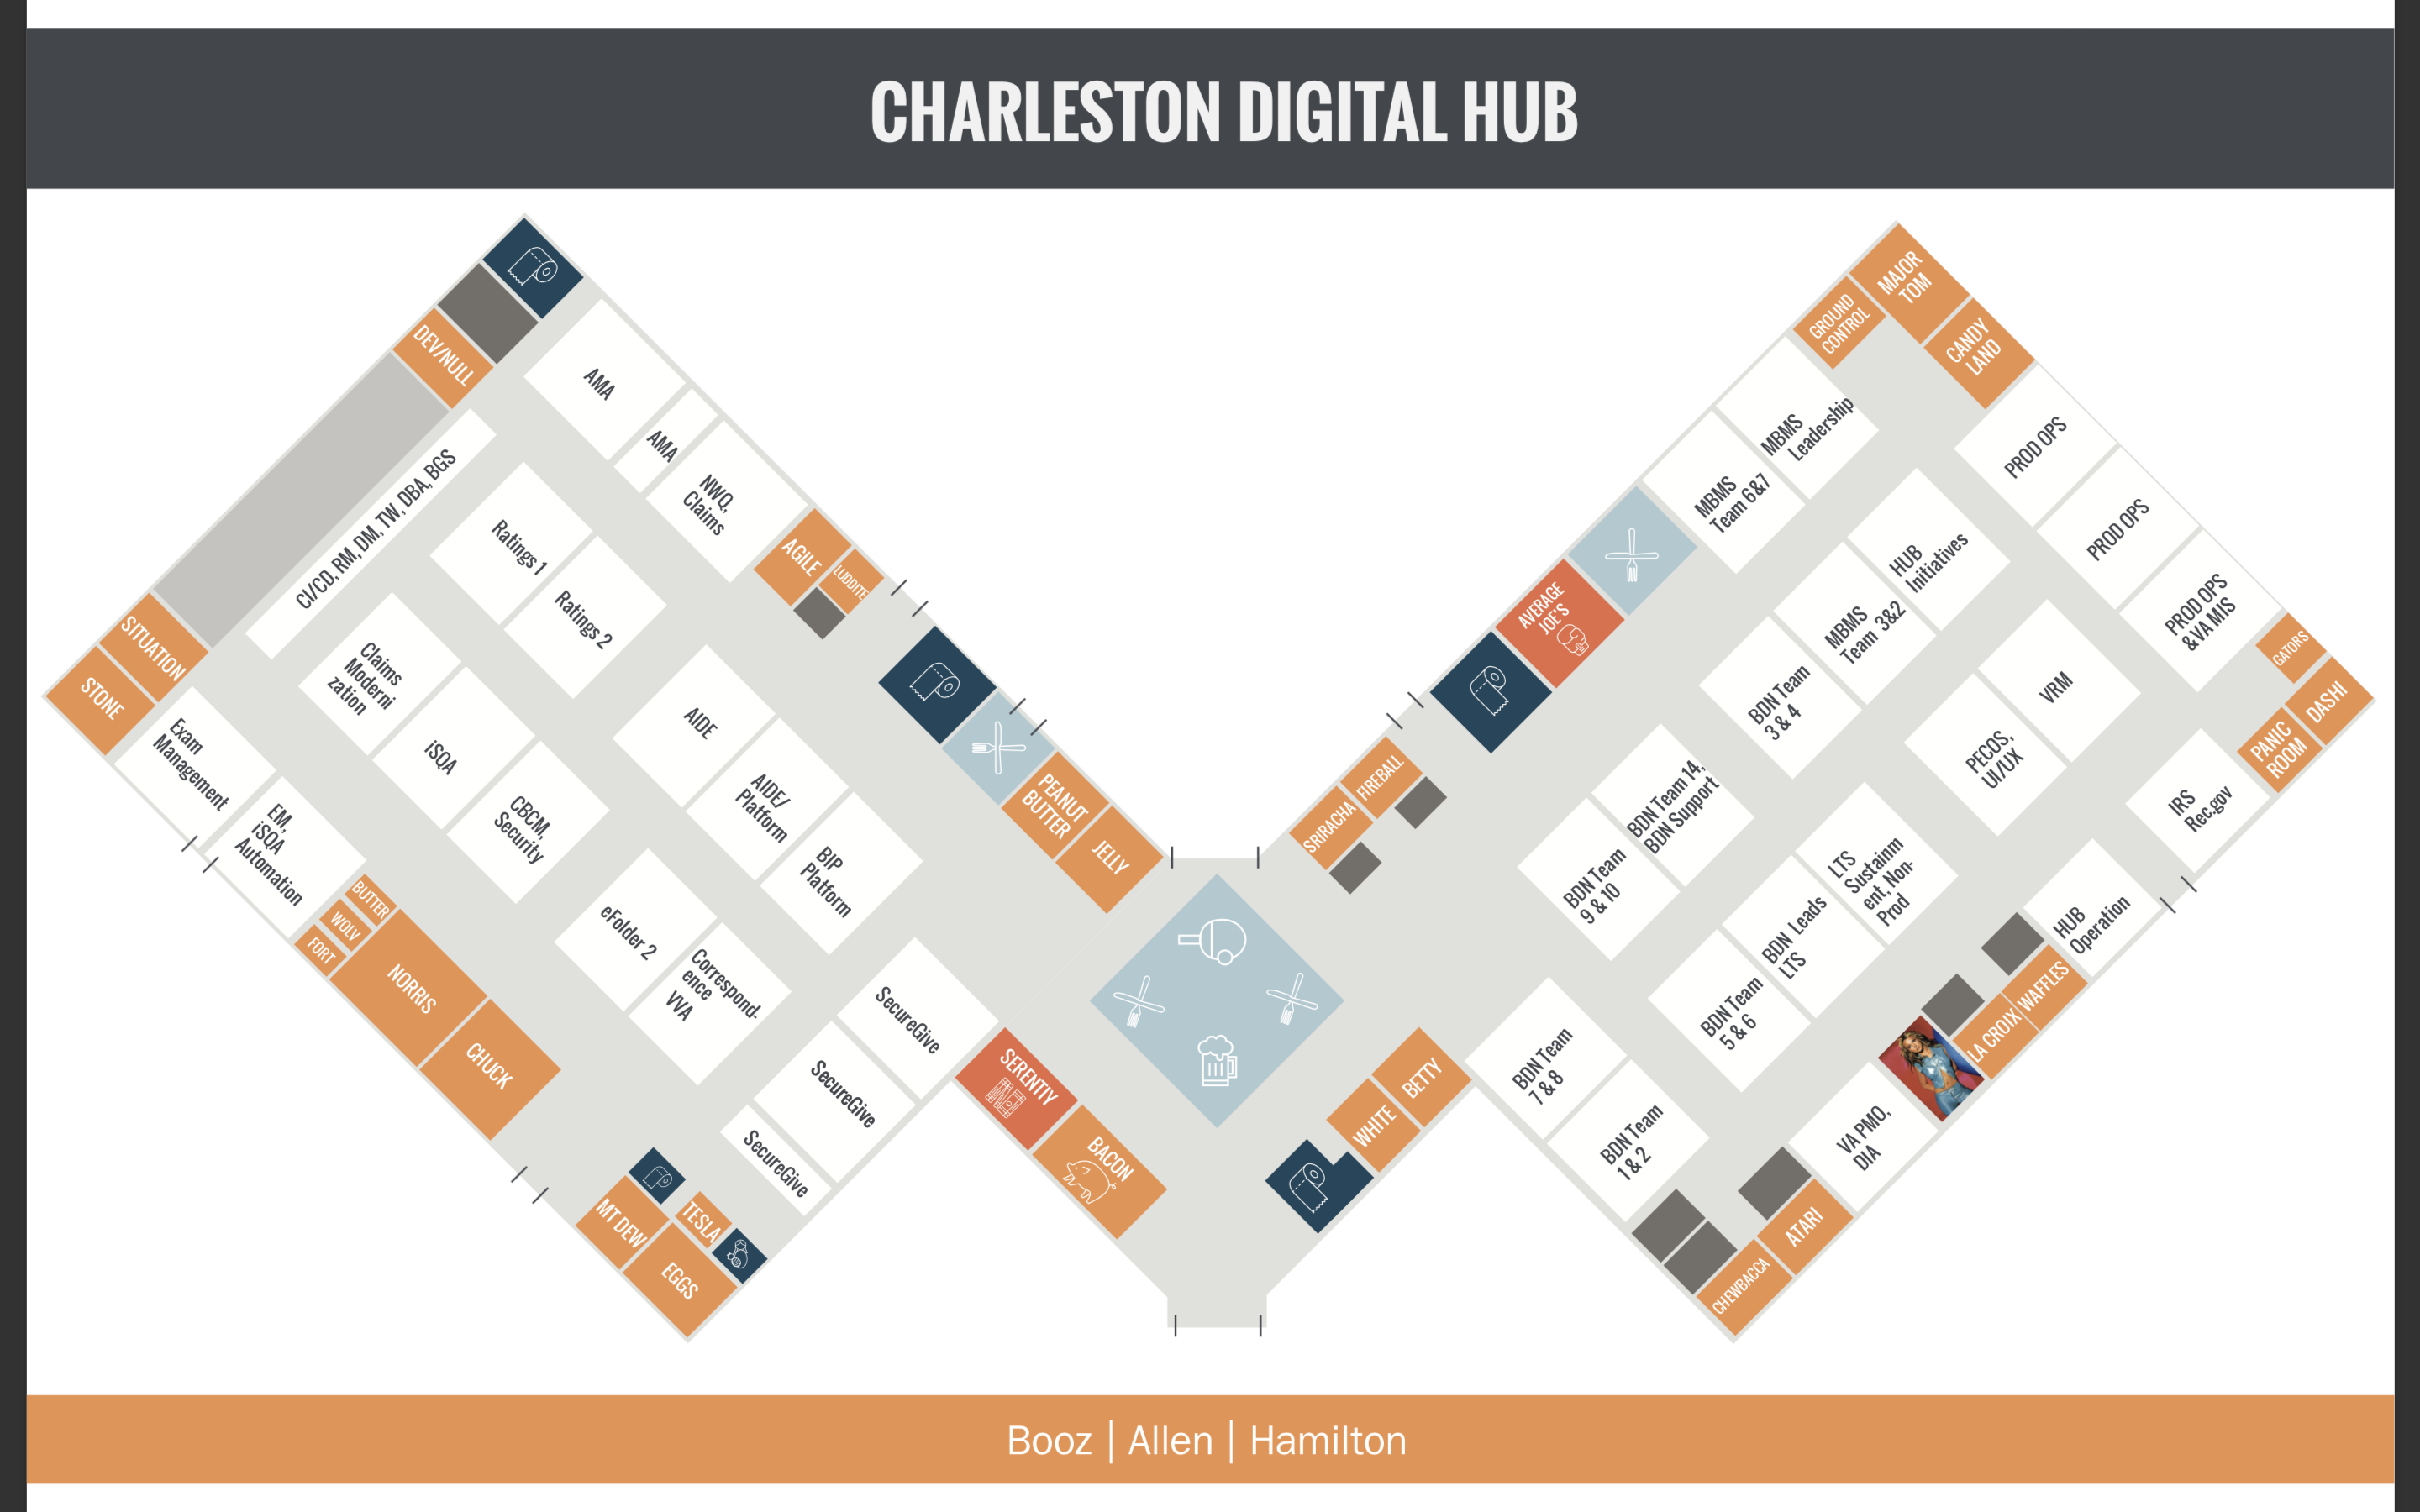 CHARLESTON DIGITAL HUB
DEV/NULL
CI/CD, RM, DM, TW, DBA, BGS
SITUATION
STONE
AMA
AMA
NWQ,
Claims
AGILE
LUDDITE
Ratings 1
Ratings 2
Claims
Moderni
zation
iSQA
CBCM,
Security
Exam
Management
EM,
iSQA
Automation
BUTTER
WOLV
FORT
NORRIS
CHUCK
AIDE
AIDE/
Platform
BIP
Platform
PEANUT
BUTTER
JELLY
eFolder 2
Correspond-
ence
VVA
SecureGive
SecureGive
SecureGive
MT DEW
TESLA
EGGS
SERENTIY
BACON
WHITE
BETTY
SRIRACHA
FIREBALL
AVERAGE
JOE'S
MAJOR
TOM
GROUND
CONTROL
CANDY
LAND
MBMS
Leadership
MBMS
Team 6&7
PROD OPS
PROD OPS
PROD OPS
&VA MIS
GATORS
DASHI
PANIC
ROOM
HUB
Initiatives
MBMS
Team 3&2
BDN Team
3 & 4
VRM
PECOS,
UI/UX
IRS
Rec.gov
BDN Team 14,
BDN Support
BDN Team
9 & 10
LTS
Sustainm
ent, Non-
Prod
BDN Leads
LTS
BDN Team
5 & 6
HUB
Operation
WAFFLES
LA CROIX
BDN Team
7 & 8
BDN Team
1 & 2
VA PMO,
DIA
ATARI
CHEWBACCA
Booz | Allen | Hamilton